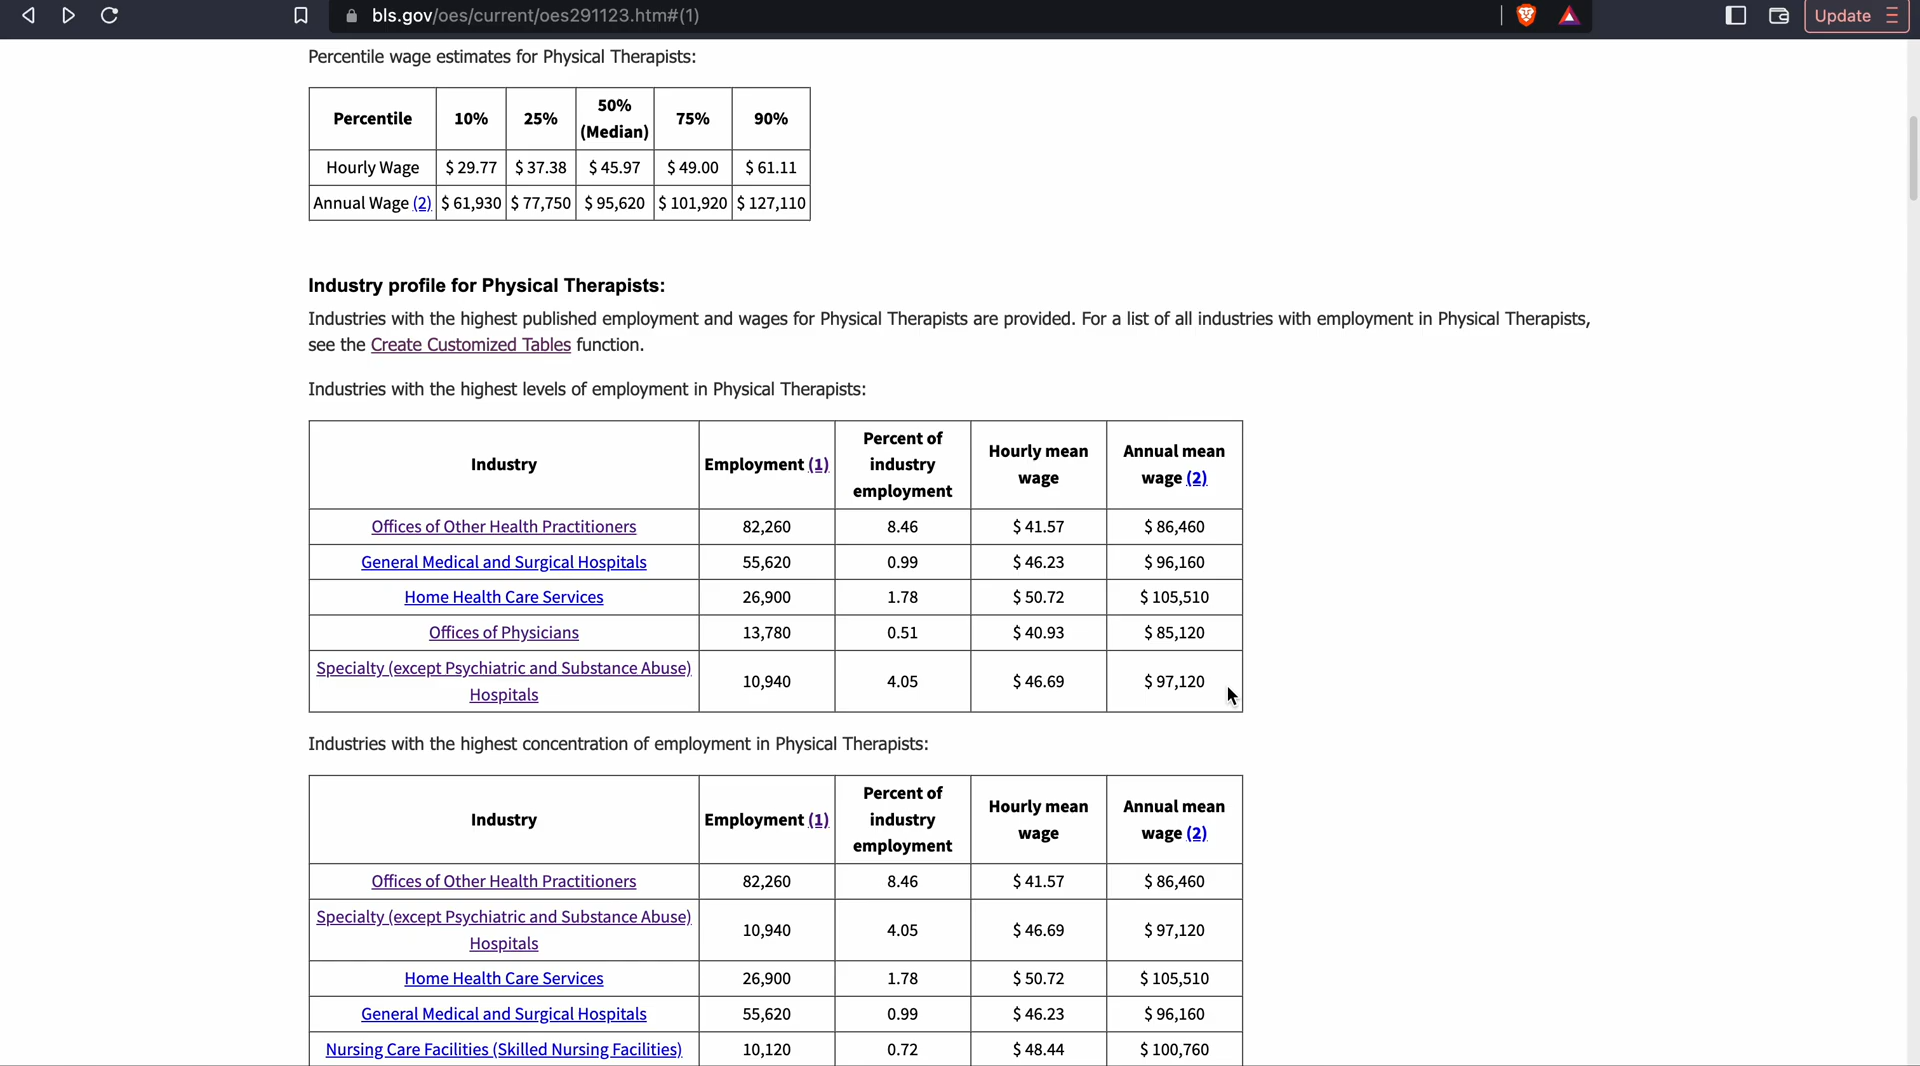 bls.gov/oes/current/oes291123.htm#(1)
Update
Percentile wage estimates for Physical Therapists:
Percentile 10% 25% 50% (Median) 75% 90%
Hourly Wage $ 29.77 $ 37.38 $ 45.97 $ 49.00 $ 61.11
Annual Wage (2) $ 61,930 $ 77,750 $ 95,620 $ 101,920 $ 127,110
Industry profile for Physical Therapists:
Industries with the highest published employment and wages for Physical Therapists are provided. For a list of all industries with employment in Physical Therapists,
see the Create Customized Tables function.
Industries with the highest levels of employment in Physical Therapists:
Industry Employment (1) Percent of industry employment Hourly mean wage Annual mean wage (2)
Offices of Other Health Practitioners 82,260 8.46 $ 41.57 $ 86,460
General Medical and Surgical Hospitals 55,620 0.99 $ 46.23 $ 96,160
Home Health Care Services 26,900 1.78 $ 50.72 $ 105,510
Offices of Physicians 13,780 0.51 $ 40.93 $ 85,120
Specialty (except Psychiatric and Substance Abuse) Hospitals 10,940 4.05 $ 46.69 $ 97,120
Industries with the highest concentration of employment in Physical Therapists:
Industry Employment (1) Percent of industry employment Hourly mean wage Annual mean wage (2)
Offices of Other Health Practitioners 82,260 8.46 $ 41.57 $ 86,460
Specialty (except Psychiatric and Substance Abuse) Hospitals 10,940 4.05 $ 46.69 $ 97,120
Home Health Care Services 26,900 1.78 $ 50.72 $ 105,510
General Medical and Surgical Hospitals 55,620 0.99 $ 46.23 $ 96,160
Nursing Care Facilities (Skilled Nursing Facilities) 10,120 0.72 $ 48.44 $ 100,760